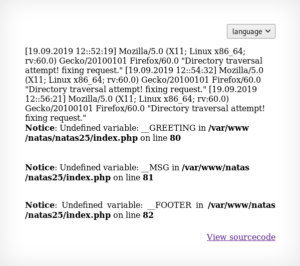 language
[19.09.2019 12::52:19] Mozilla/5.0 (X11; Linux x86_64;
rv:60.0) Gecko/20100101 Firefox/60.0 "Directory traversal
attempt! fixing request." [19.09.2019 12::54:32] Mozilla/5.0
(X11; Linux x86_64; rv:60.0) Gecko/20100101 Firefox/60.0
"Directory traversal attempt! fixing request." [19.09.2019
12::56:21] Mozilla/5.0 (X11; Linux x86_64; rv:60.0)
Gecko/20100101 Firefox/60.0 "Directory traversal attempt!
fixing request."
Notice: Undefined variable: __GREETING in /var/www
/natas/natas25/index.php on line 80
Notice: Undefined variable: __MSG in /var/www/natas
/natas25/index.php on line 81
Notice: Undefined variable: __FOOTER in /var/www/natas
/natas25/index.php on line 82
View sourcecode